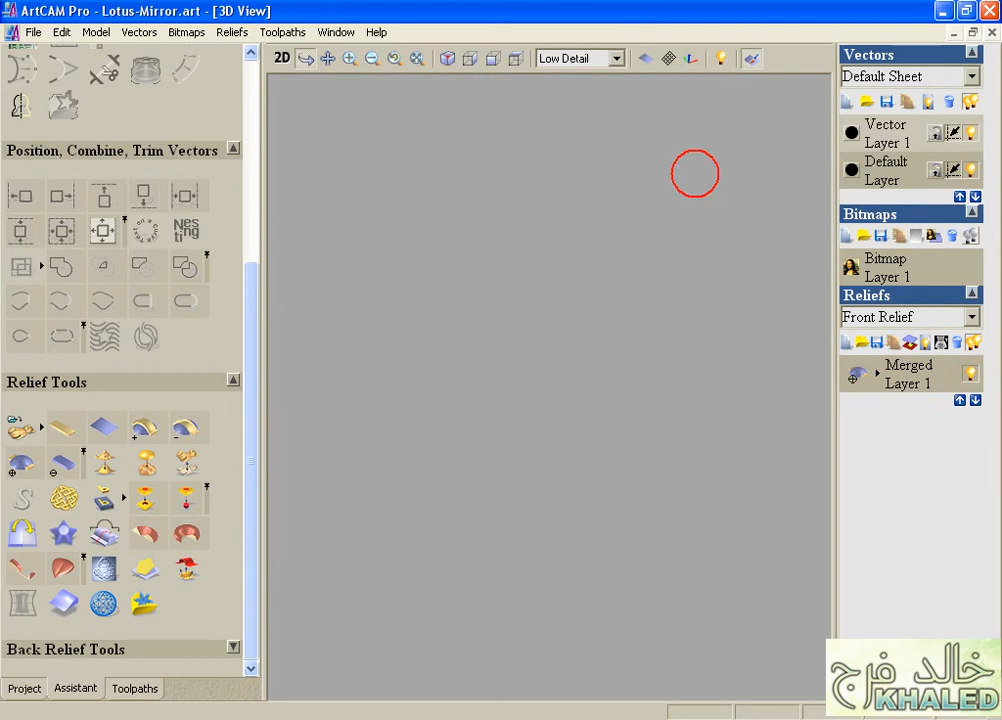 ArtCAM Pro - Lotus-Mirror.art - [3D View]
File Edit Model Vectors Bitmaps Reliefs Toolpaths Window Help
2D Low Detail
Position, Combine, Trim Vectors
Nes
ting
Relief Tools
Back Relief Tools
Project Assistant Toolpaths
Vectors
Default Sheet
Vector
Layer 1
Default
Layer
Bitmaps
Bitmap
Layer 1
Reliefs
Front Relief
Merged
Layer 1
خالد فرج
KHALED